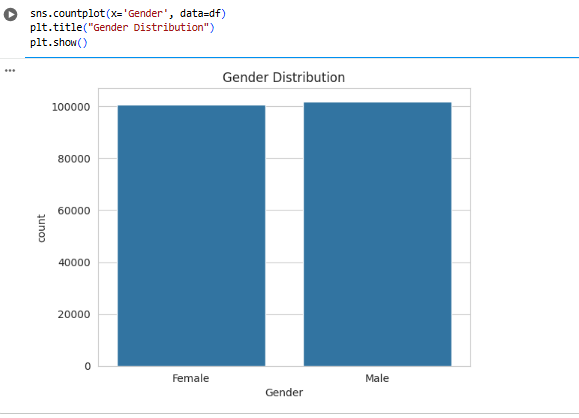 sns.countplot(x='Gender', data=df)
plt.title("Gender Distribution")
plt.show()
Gender Distribution
100000
80000
60000
40000
20000
0
count
Female
Male
Gender